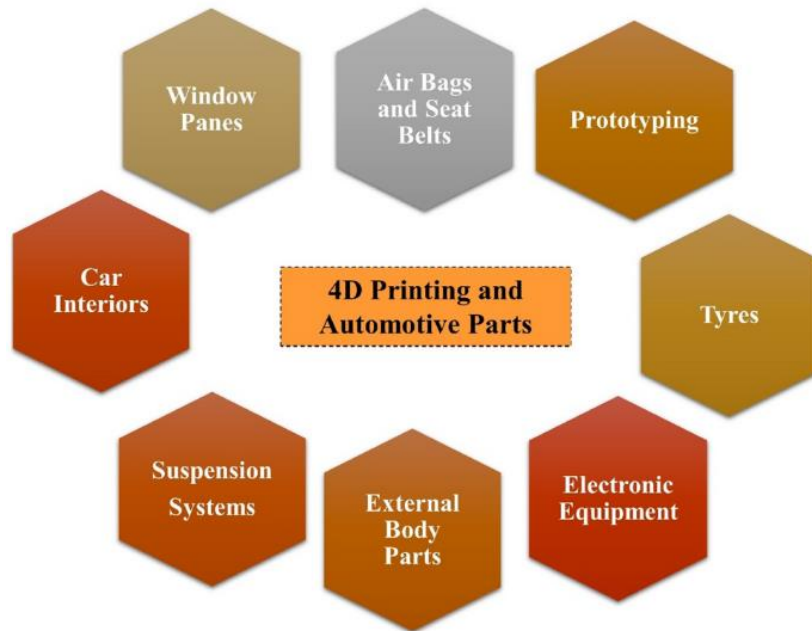 Window
Panes
Air Bags
and Seat
Belts
Prototyping
Car
Interiors
4D Printing and
Automotive Parts
Tyres
Suspension
Systems
External
Body
Parts
Electronic
Equipment